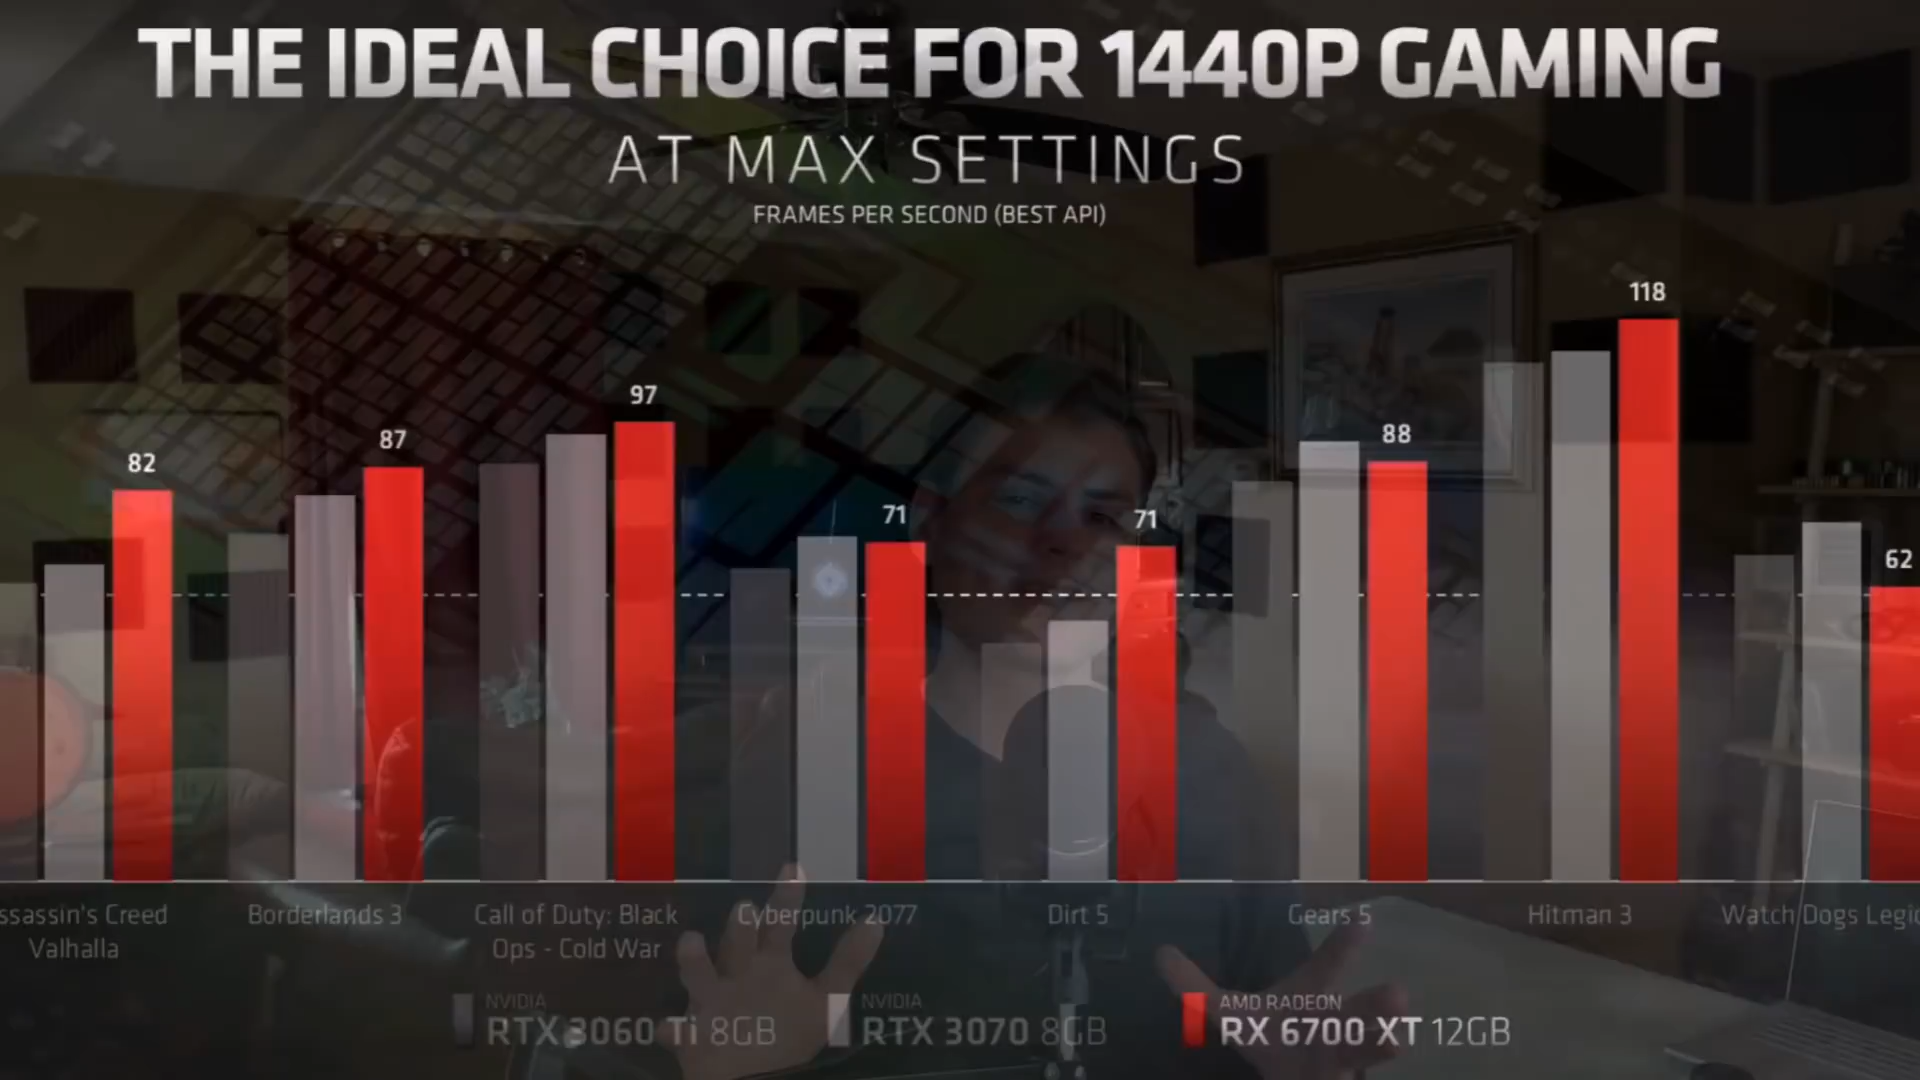 THE IDEAL CHOICE FOR 1440P GAMING
AT MAX SETTINGS
FRAMES PER SECOND (BEST API)
82
87
97
71
71
88
118
62
ssassin's Creed
Valhalla
Borderlands 3
Call of Duty: Black
Ops - Cold War
Cyberpunk 2077
Dirt 5
Gears 5
Hitman 3
Watch Dogs Legio
NVIDIA
RTX 3060 Ti 8GB
NVIDIA
RTX 3070 8GB
AMD RADEON
RX 6700 XT 12GB